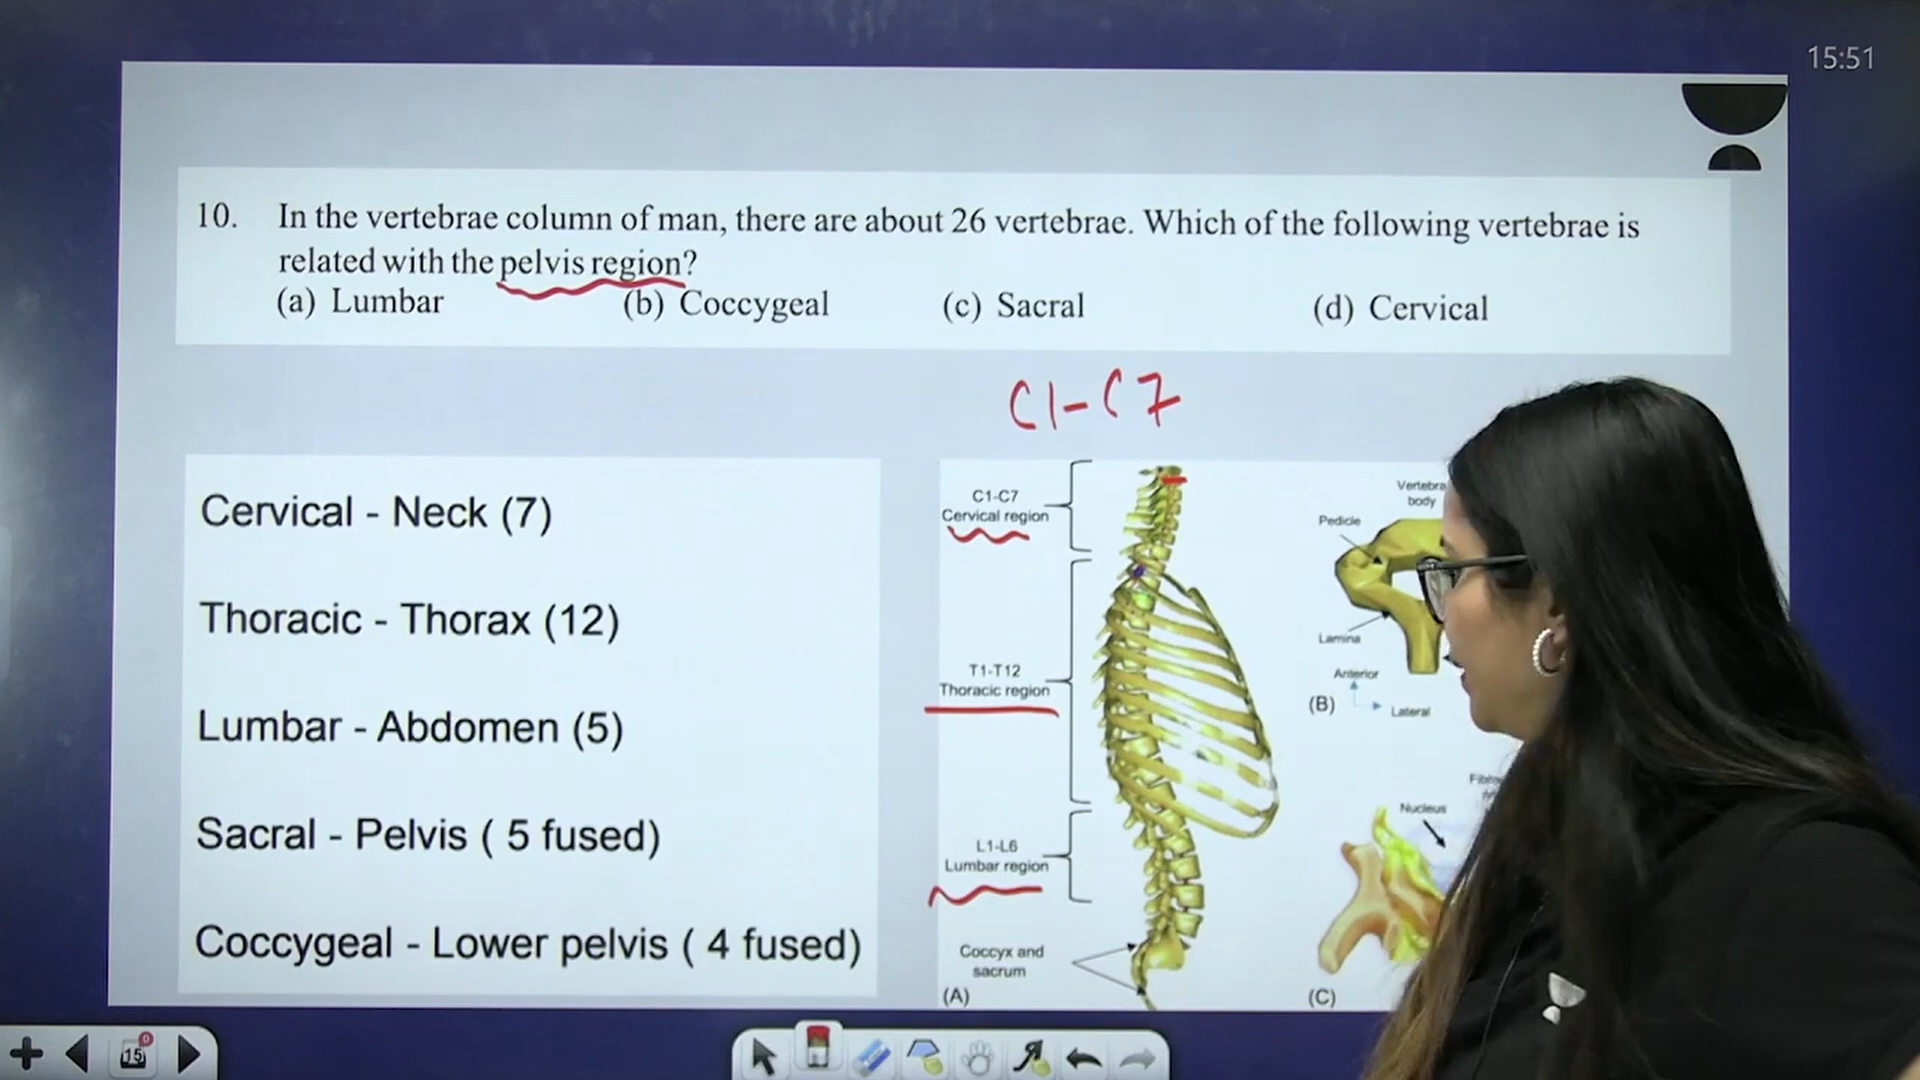 15:51
10. In the vertebrae column of man, there are about 26 vertebrae. Which of the following vertebrae is
related with the pelvis region?
(a) Lumbar (b) Coccygeal (c) Sacral (d) Cervical
C1-C7
Cervical - Neck (7)
Thoracic - Thorax (12)
Lumbar - Abdomen (5)
Sacral - Pelvis ( 5 fused)
Coccygeal - Lower pelvis ( 4 fused)
C1-C7
Cervical region
T1-T12
Thoracic region
L1-L6
Lumbar region
Coccyx and
sacrum
(A)
Vertebra
body
Pedicle
Lamina
Anterior
(B)
Lateral
Nucleus
(C)
15
0